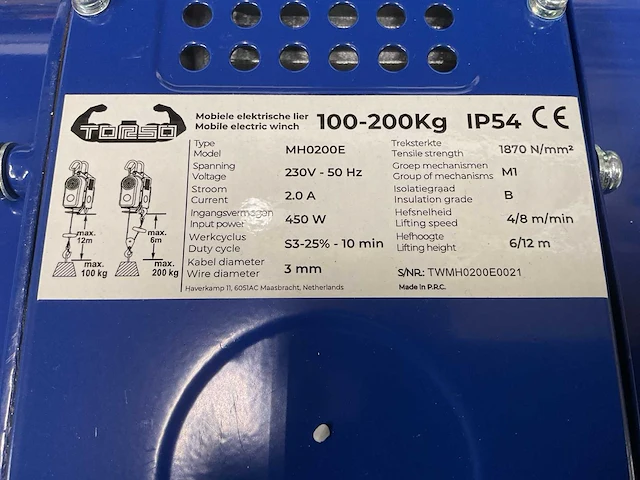 TORSO
Mobiele elektrische lier
Mobile electric winch
100-200Kg IP54 CE
Type
Model
MH0200E
Spanning
Voltage
230V - 50 Hz
Stroom
Current
2.0 A
Ingangsvermogen
Input power
450 W
Werkcyclus
Duty cycle
S3-25% - 10 min
Kabel diameter
Wire diameter
3 mm
Treksterkte
Tensile strength
1870 N/mm²
Groep mechanismen
Group of mechanisms
M1
Isolatiegraad
Insulation grade
B
Hefsnelheid
Lifting speed
4/8 m/min
Hefhoogte
Lifting height
6/12 m
max.
12m
max.
6m
max.
100 kg
max.
200 kg
S/NR.: TWMH0200E0021
Haverkamp 11, 6051AC Maasbracht, Netherlands
Made in P.R.C.